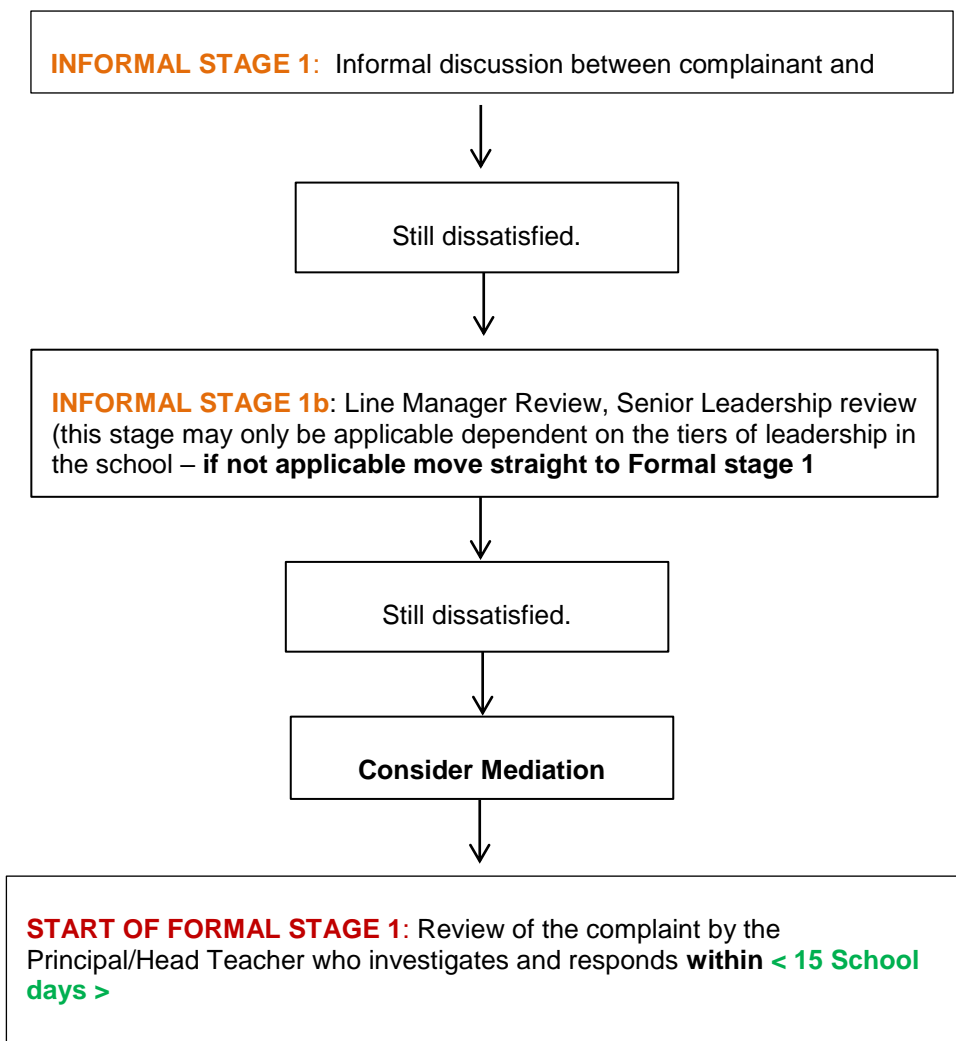 INFORMAL STAGE 1: Informal discussion between complainant and
Still dissatisfied.
INFORMAL STAGE 1b: Line Manager Review, Senior Leadership review
(this stage may only be applicable dependent on the tiers of leadership in
the school – if not applicable move straight to Formal stage 1
Still dissatisfied.
Consider Mediation
START OF FORMAL STAGE 1: Review of the complaint by the
Principal/Head Teacher who investigates and responds within < 15 School
days >